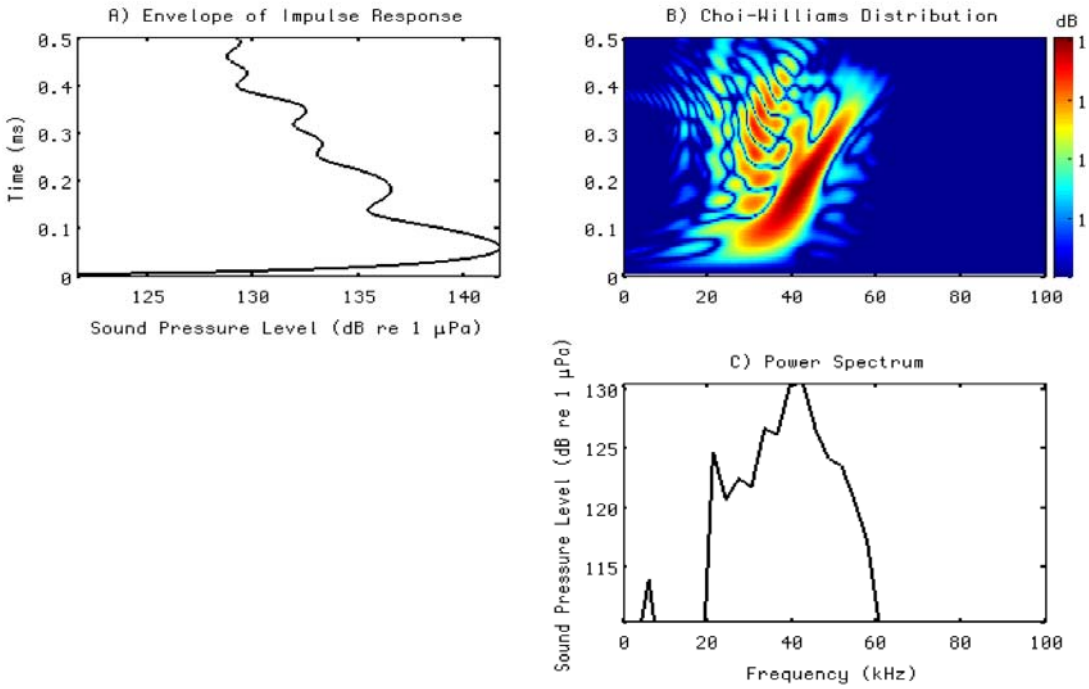 A) Envelope of Impulse Response
0.5
0.4
0.3
0.2
0.1
0
Time (ms)
125 130 135 140
Sound Pressure Level (dB re 1 μPa)
B) Choi-Williams Distribution
dB
0.5
0.4
0.3
0.2
0.1
0
0 20 40 60 80 100
1
1
1
1
C) Power Spectrum
Sound Pressure Level (dB re 1 μPa)
130
125
120
115
0 20 40 60 80 100
Frequency (kHz)